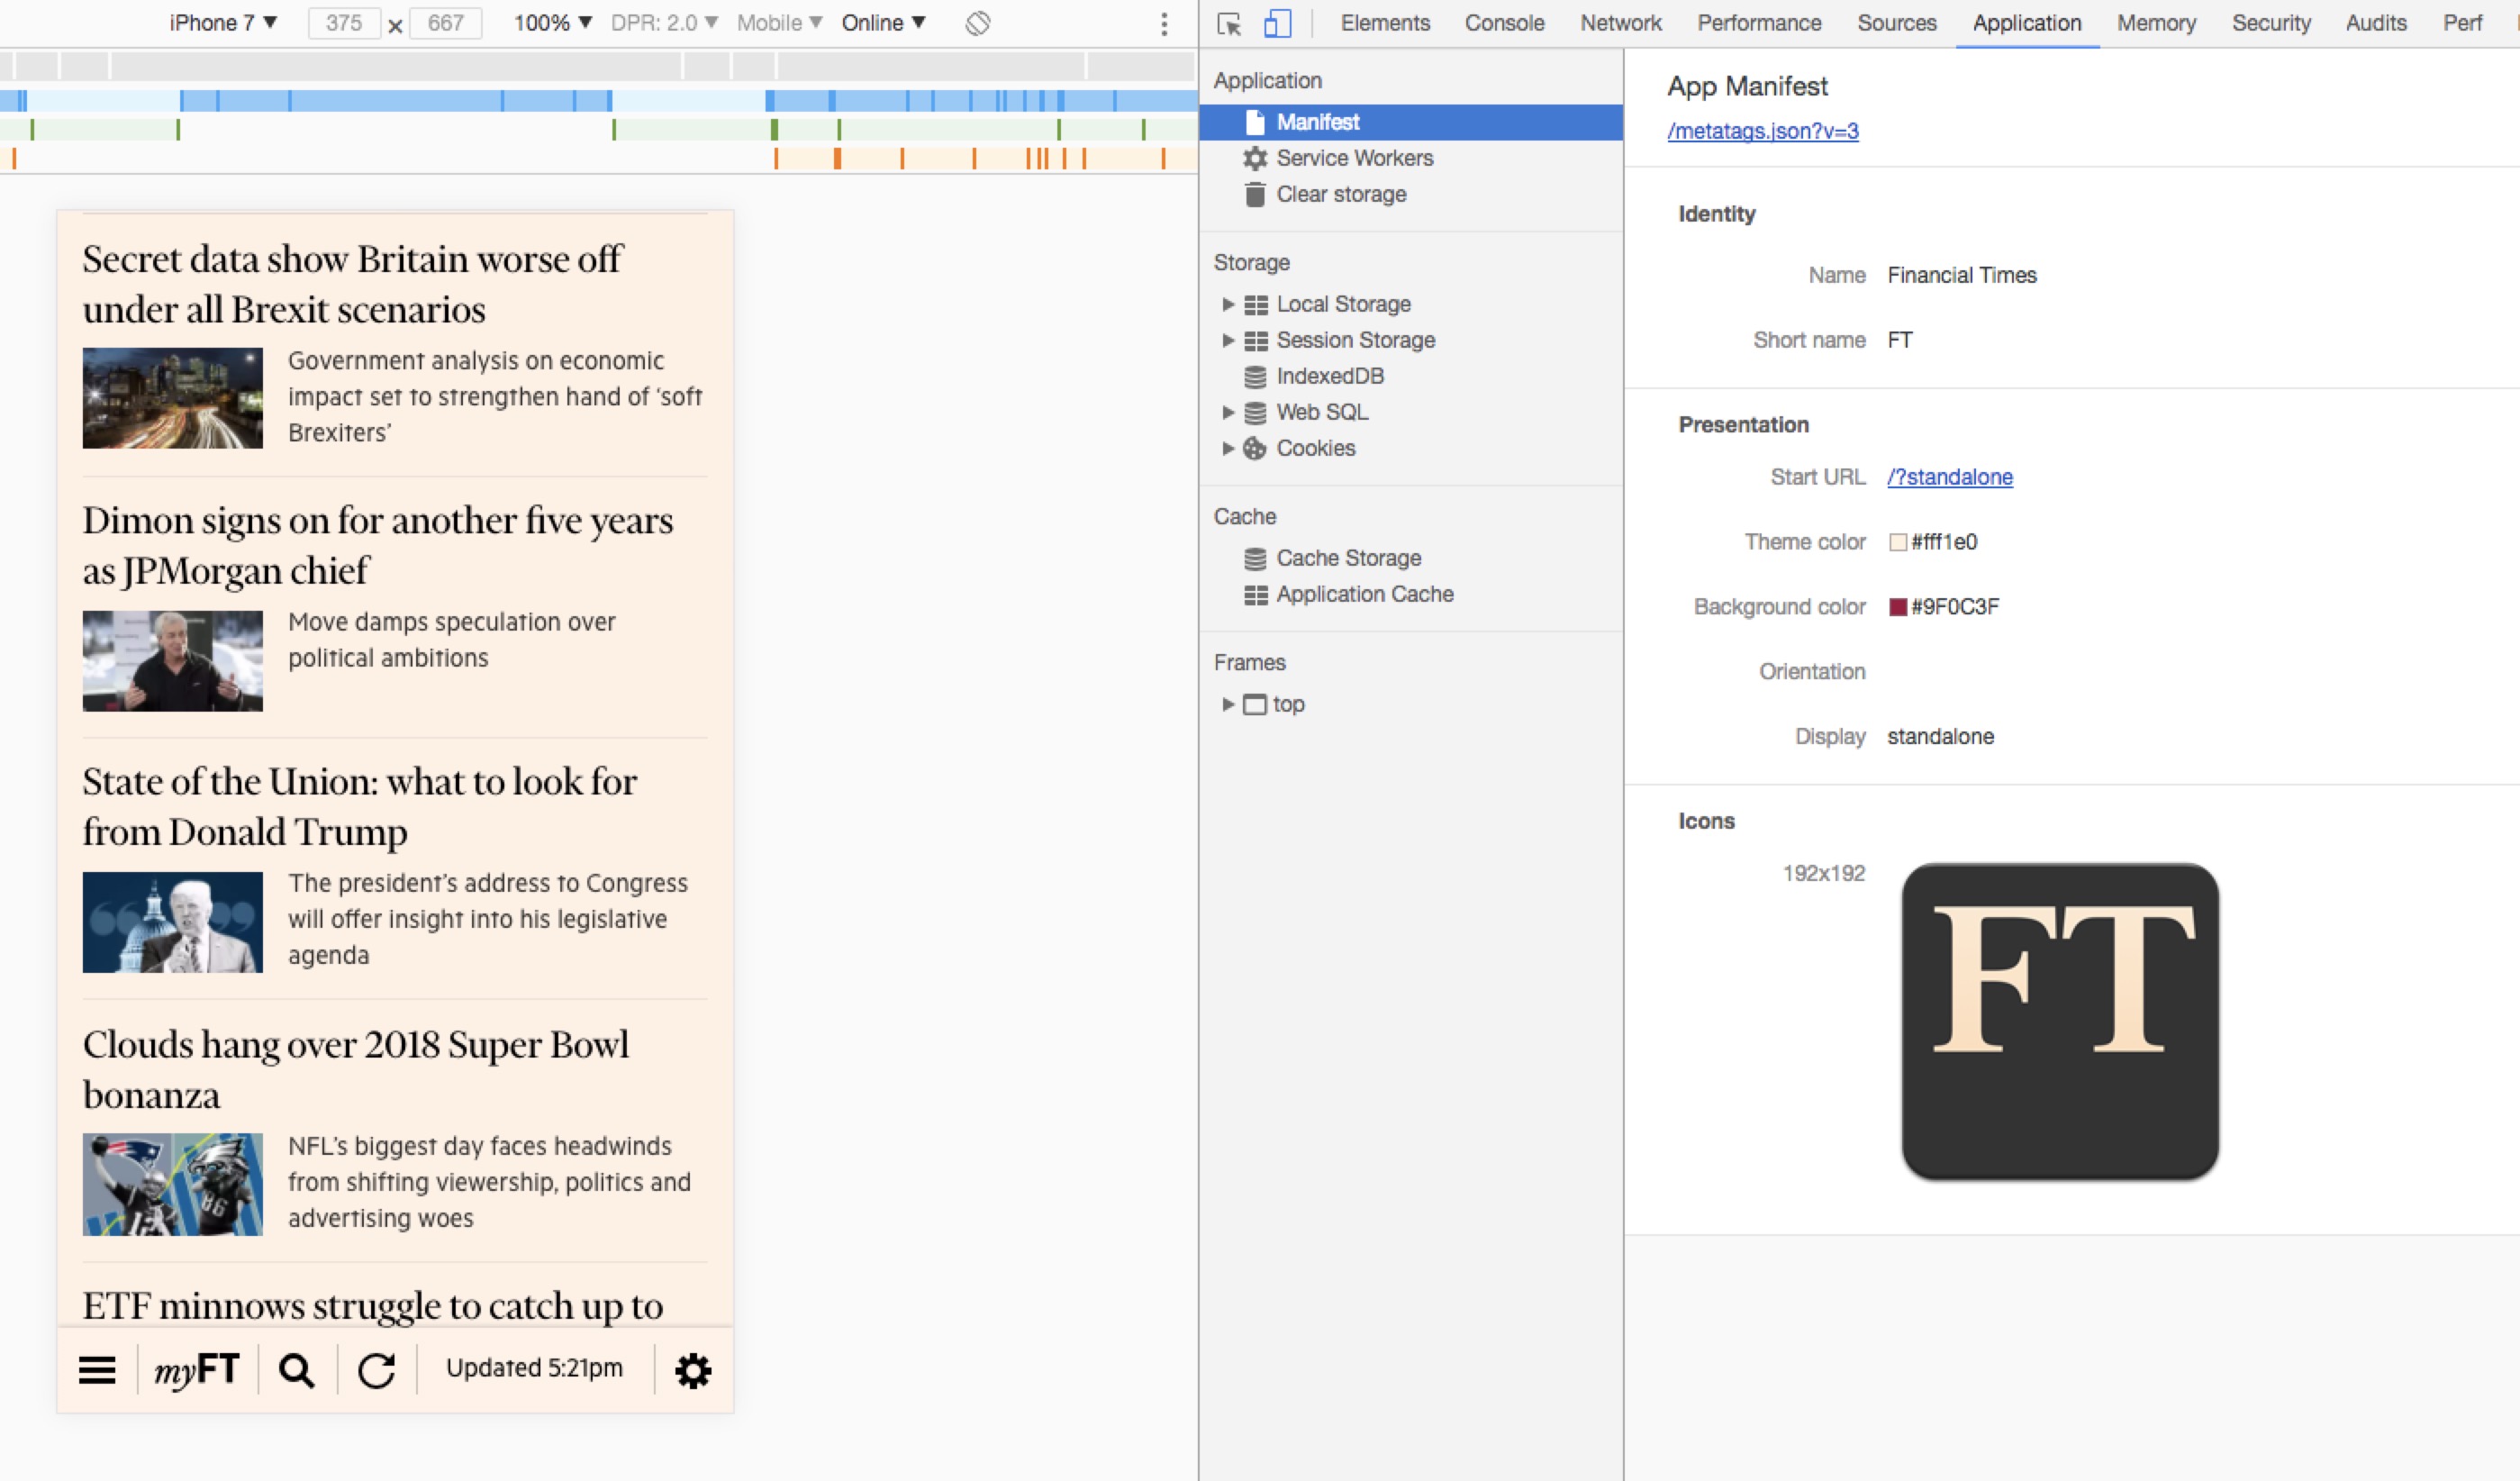 iPhone 7 ▼ 375 × 667 100% ▼ DPR: 2.0 ▼ Mobile ▼ Online ▼
Secret data show Britain worse off
under all Brexit scenarios
Government analysis on economic
impact set to strengthen hand of ‘soft
Brexiters’
Dimon signs on for another five years
as JPMorgan chief
Move damps speculation over
political ambitions
State of the Union: what to look for
from Donald Trump
The president’s address to Congress
will offer insight into his legislative
agenda
Clouds hang over 2018 Super Bowl
bonanza
86
NFL’s biggest day faces headwinds
from shifting viewership, politics and
advertising woes
ETF minnows struggle to catch up to
myFT Updated 5:21pm
Elements Console Network Performance Sources Application Memory Security Audits Perf
Application
Manifest
Service Workers
Clear storage
Storage
Local Storage
Session Storage
IndexedDB
Web SQL
Cookies
Cache
Cache Storage
Application Cache
Frames
top
App Manifest
/metatags.json?v=3
Identity
Name Financial Times
Short name FT
Presentation
Start URL /?standalone
Theme color #fff1e0
Background color #9F0C3F
Orientation
Display standalone
Icons
192x192
FT